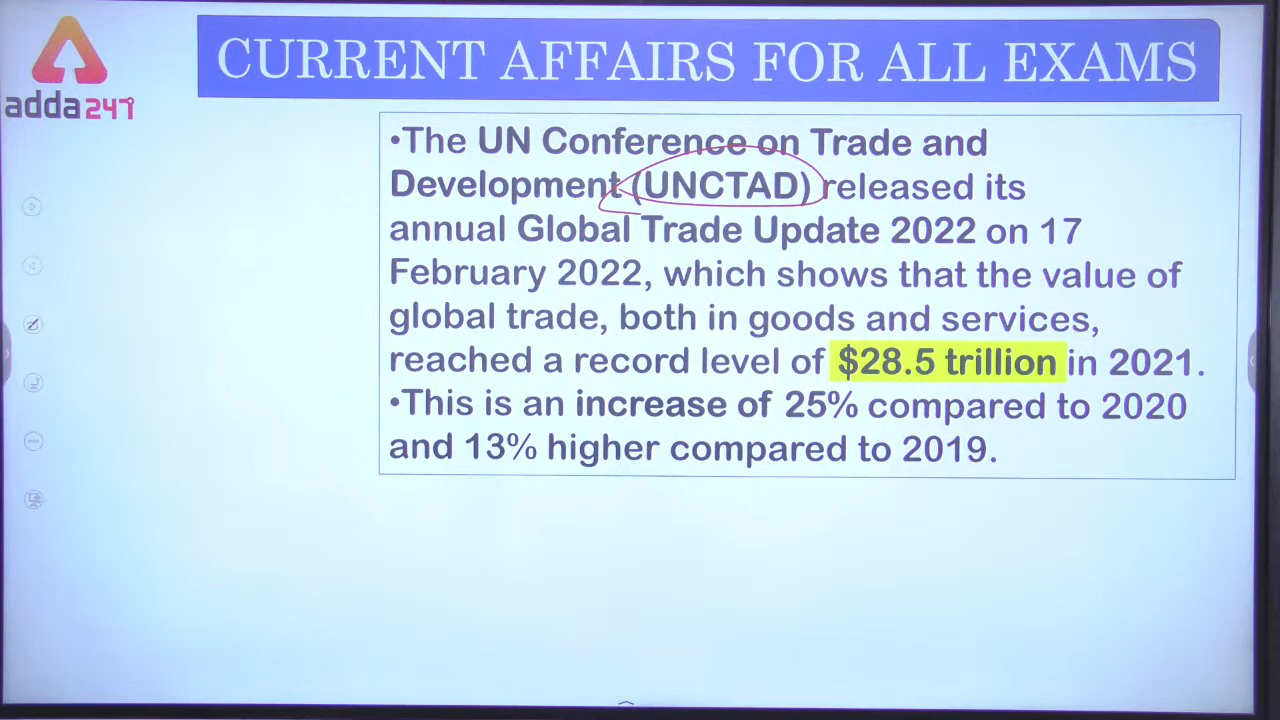 adda247
CURRENT AFFAIRS FOR ALL EXAMS
•The UN Conference on Trade and
Development (UNCTAD) released its
annual Global Trade Update 2022 on 17
February 2022, which shows that the value of
global trade, both in goods and services,
reached a record level of $28.5 trillion in 2021.
•This is an increase of 25% compared to 2020
and 13% higher compared to 2019.